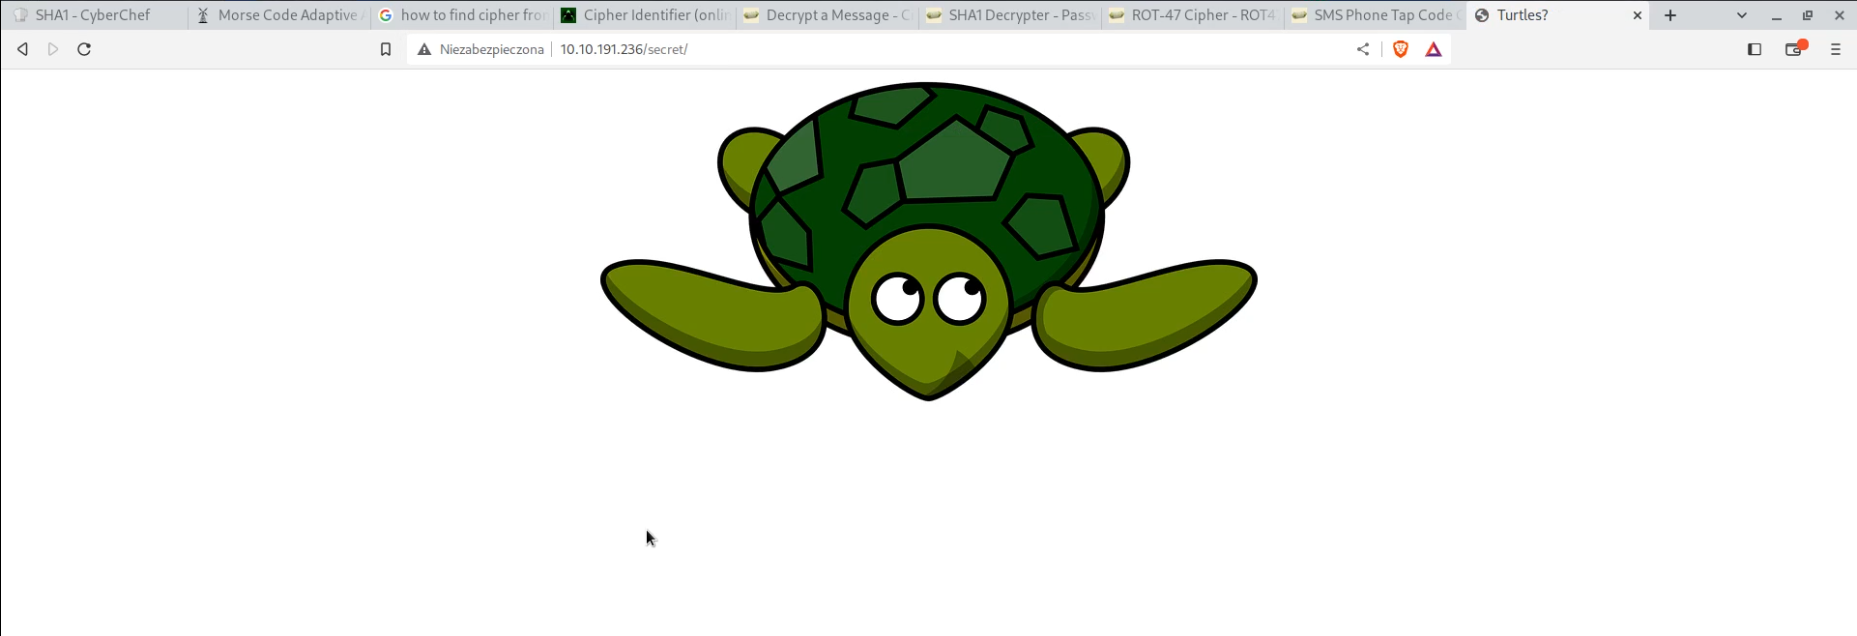 SHA1 - CyberChef
Morse Code Adaptive
how to find cipher fro
Cipher Identifier (onlin
Decrypt a Message - C
SHA1 Decrypter - Pass
ROT-47 Cipher - ROT4
SMS Phone Tap Code
Turtles?
Niezabezpieczona
10.10.191.236/secret/